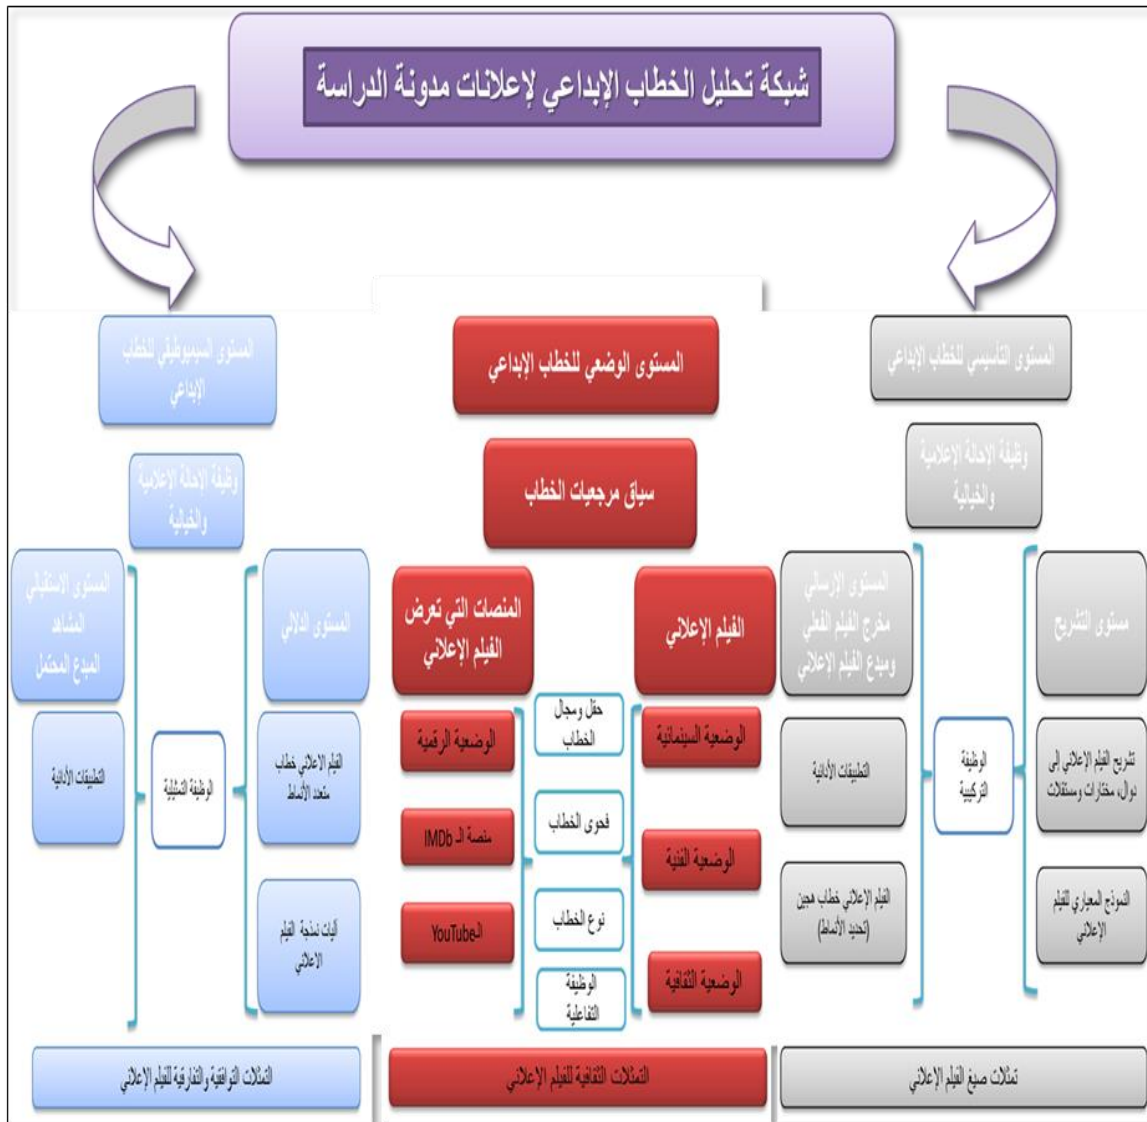 شبكة تحليل الخطاب الإبداعي لإعلانات مدونة الدراسة
المستوى التأسيسي للخطاب الإبداعي
وظيفة الإحالة الإعلامية
والخيالية
مستوى التشريح
المستوى الإرسالي
مخرج الفيلم الفعلي
ومبدع الفيلم الإعلاني
تشريح الفيلم الإعلاني إلى
دوال، مختارات ومستقلات
الوظيفة
التركيبية
التطبيقات الأدائية
النموذج المعياري للفيلم
الإعلاني
الفيلم الإعلاني خطاب هجين
(تحديد الأنماط)
تمثلات صيغ الفيلم الإعلاني
المستوى الوضعي للخطاب الإبداعي
سياق مرجعيات الخطاب
الفيلم الإعلاني
المنصات التي تعرض
الفيلم الإعلاني
الوضعية السينمائية
حقل ومجال
الخطاب
الوضعية الرقمية
فحوى الخطاب
منصة الـ IMDb
الوضعية الفنية
نوع الخطاب
الـYouTube
الوضعية الثقافية
الوظيفة
التفاعلية
التمثلات الثقافية للفيلم الإعلاني
المستوى السيميوطيقي للخطاب
الإبداعي
وظيفة الإحالة الإعلامية
والخيالية
المستوى الدلالي
المستوى الاستقبالي
المشاهد
المبدع المحتمل
الفيلم الاعلاني خطاب
متعدد الأنماط
الوظيفة التمثيلية
التطبيقات الأدائية
أليات نمذجة الفيلم
الاعلاني
التمثلات التوافقية والتفارقية للفيلم الإعلاني